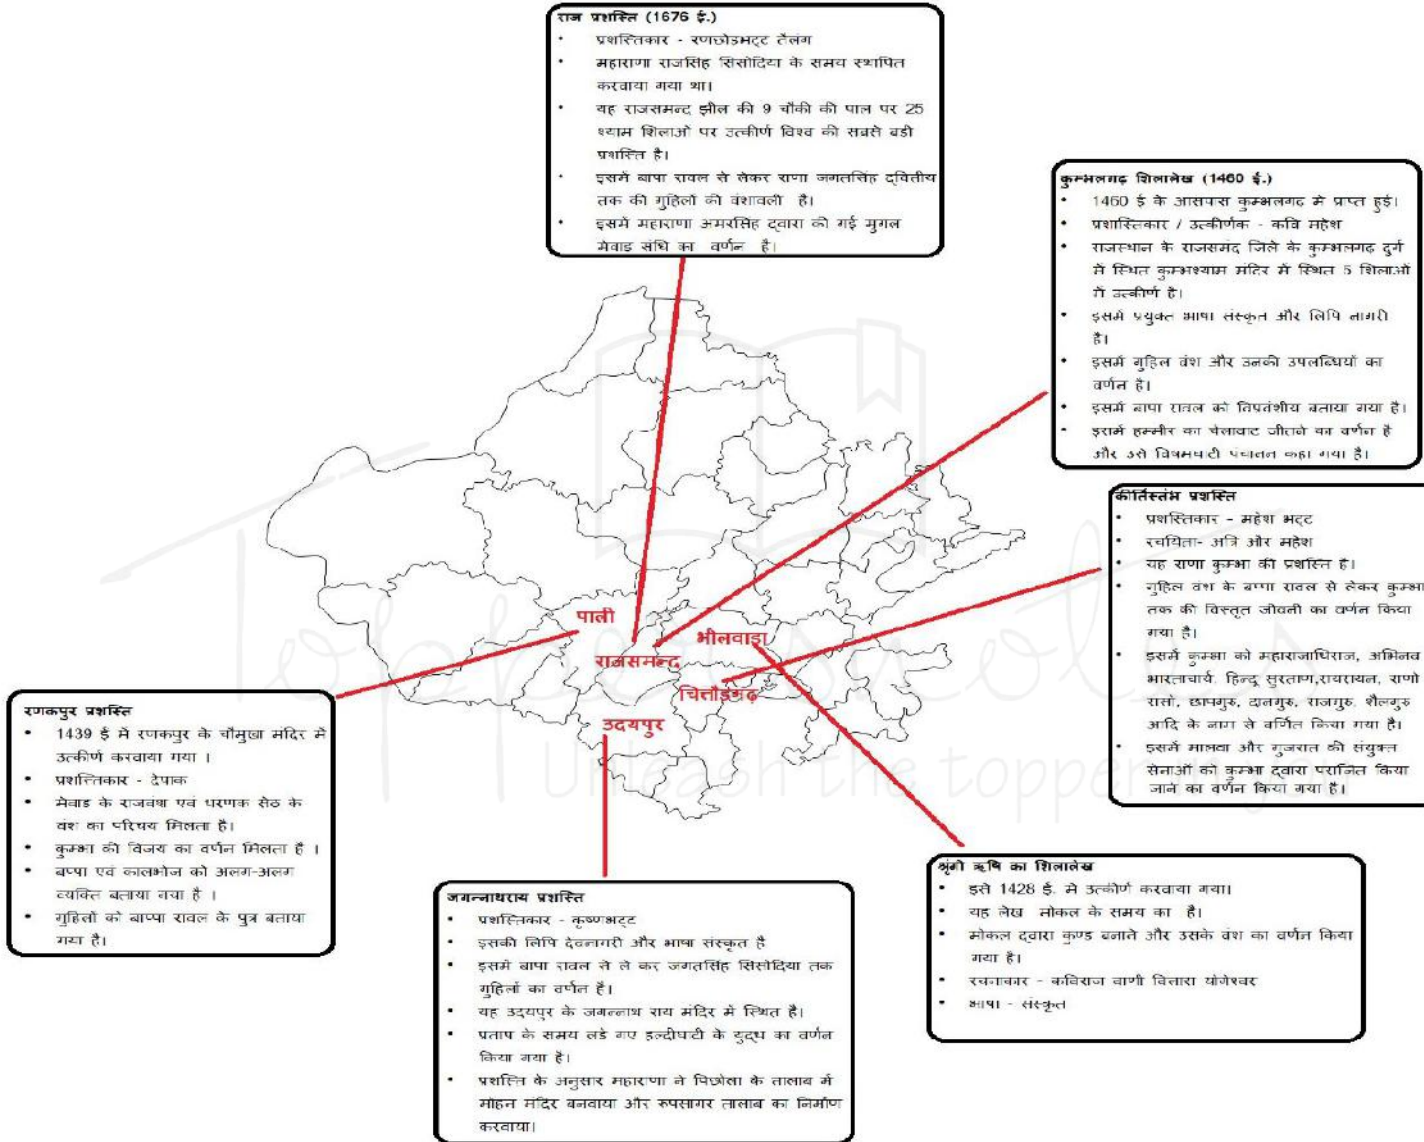 राज प्रशस्ति (1676 ई.)
• प्रशस्तिकार - रणछोडभट्ट तैलंग
• महाराणा राजसिंह सिसोदिया के समय स्थापित
करवाया गया था।
• यह राजसमन्द झील की 9 चौकी की पाल पर 25
श्याम शिलाओं पर उत्कीर्ण विश्व की सबसे बडी
प्रशस्ति है।
• इसमें बापा रावल से लेकर राणा जगतसिंह द्वितीय
तक की गुहिलों की वंशावली है।
• इसमें महाराणा अमरसिंह द्वारा की गई मुगल
मेवाड संधि का वर्णन है।
कुम्भलगढ़ शिलालेख (1460 ई.)
• 1460 ई के आसपास कुम्भलगढ़ में प्राप्त हुई।
• प्रशास्तिकार / उत्कीर्णक - कवि महेश
• राजस्थान के राजसमंद जिले के कुम्भलगढ़ दुर्ग
में स्थित कुम्भश्याम मंदिर में स्थित 5 शिलाओं
में उत्कीर्ण है।
• इसमें प्रयुक्त भाषा संस्कृत और लिपि नागरी
है।
• इसमें गुहिल वंश और उनकी उपलब्धियों का
वर्णन है।
• इसमें बापा रावल को विप्रवंशीय बताया गया है।
• इसमें हम्मीर का चेलावाट जीतने का वर्णन है
और उसे विषमघाटी पंचानन कहा गया है।
कीर्तिस्तंभ प्रशस्ति
• प्रशस्तिकार - महेश भट्ट
• रचयिता- अत्रि और महेश
• यह राणा कुम्भा की प्रशस्ति है।
• गुहिल वंश के बप्पा रावल से लेकर कुम्भा
तक की विस्तृत जीवनी का वर्णन किया
गया है।
• इसमें कुम्भा को महाराजाधिराज, अभिनव
भारताचार्य, हिन्दू सुरताण,रायरायन, राणो
रासो, छापगुरु, दानगुरु, राजगुरु, शैलगुरु
आदि के नाम से वर्णित किया गया है।
• इसमें मालवा और गुजरात की संयुक्त
सेनाओं को कुम्भा द्वारा पराजित किया
जाने का वर्णन किया गया है।
पाली
भीलवाड़ा
राजसमन्द
चित्तौड़गढ़
उदयपुर
Toppersnotes
Unleash the topper in you
रणकपुर प्रशस्ति
• 1439 ई में रणकपुर के चौमुखा मंदिर में
उत्कीर्ण करवाया गया ।
• प्रशस्तिकार - देपाक
• मेवाड के राजवंश एवं धरणक सेठ के
वंश का परिचय मिलता है।
• कुम्भा की विजय का वर्णन मिलता है ।
• बप्पा एवं कालभोज को अलग-अलग
व्यक्ति बताया गया है ।
• गुहिलों को बाप्पा रावल के पुत्र बताया
गया है।
जगन्नाथराय प्रशस्ति
• प्रशस्तिकार - कृष्णभट्ट
• इसकी लिपि देवनागरी और भाषा संस्कृत है
• इसमें बापा रावल से ले कर जगतसिंह सिसोदिया तक
गुहिलों का वर्णन है।
• यह उदयपुर के जगन्नाथ राय मंदिर में स्थित है।
• प्रताप के समय लडे गए हल्दीघाटी के युद्ध का वर्णन
किया गया है।
• प्रशस्ति के अनुसार महाराणा ने पिछोला के तालाब में
मोहन मंदिर बनवाया और रुपसागर तालाब का निर्माण
करवाया।
श्रृंगी ऋषि का शिलालेख
• इसे 1428 ई. में उत्कीर्ण करवाया गया।
• यह लेख मोकल के समय का है।
• मोकल द्वारा कुण्ड बनाने और उसके वंश का वर्णन किया
गया है।
• रचनाकार - कविराज वाणी विलास योगेश्वर
• भाषा - संस्कृत